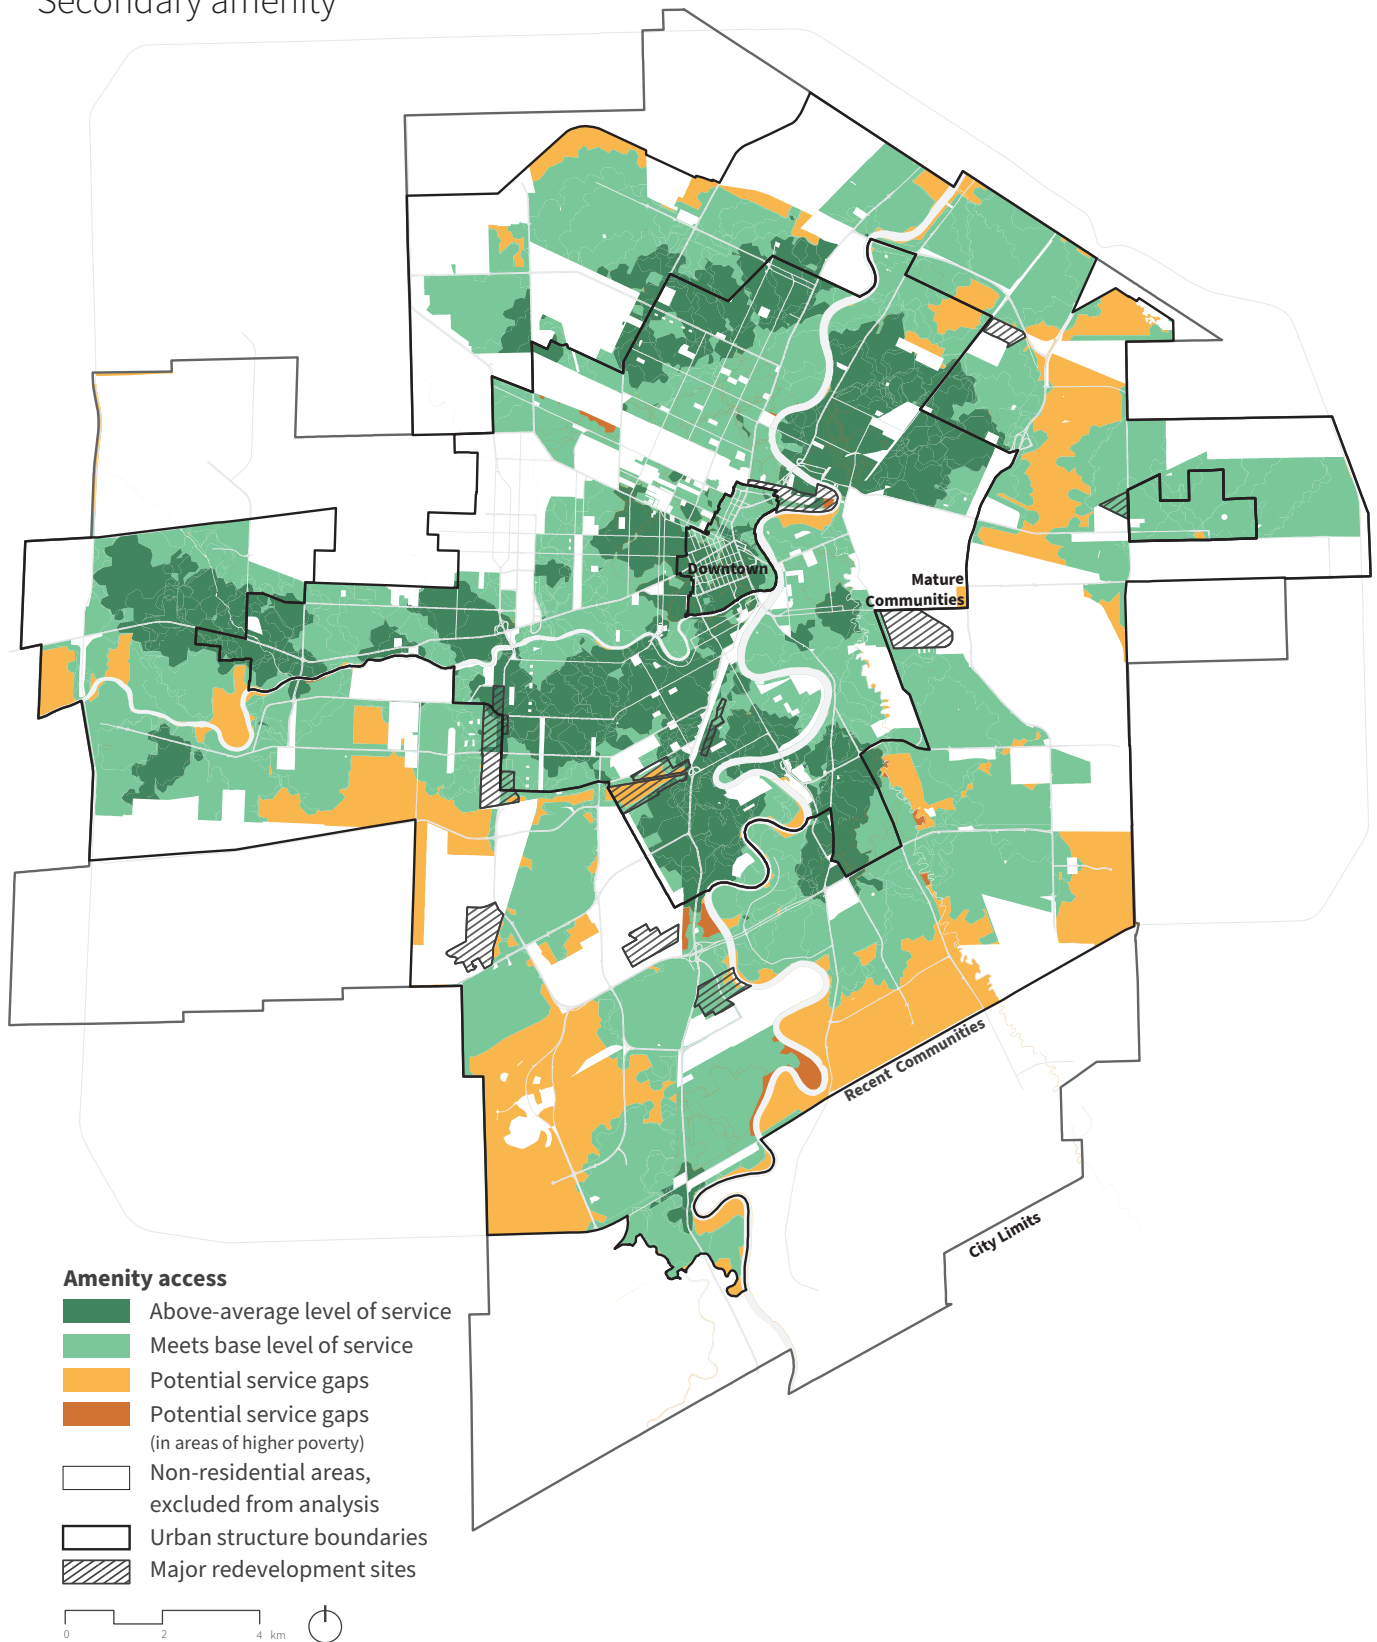 Secondary amenity
Downtown
Mature
Communities
Recent Communities
City Limits
Amenity access
Above-average level of service
Meets base level of service
Potential service gaps
Potential service gaps
(in areas of higher poverty)
Non-residential areas,
excluded from analysis
Urban structure boundaries
Major redevelopment sites
0 2 4 km